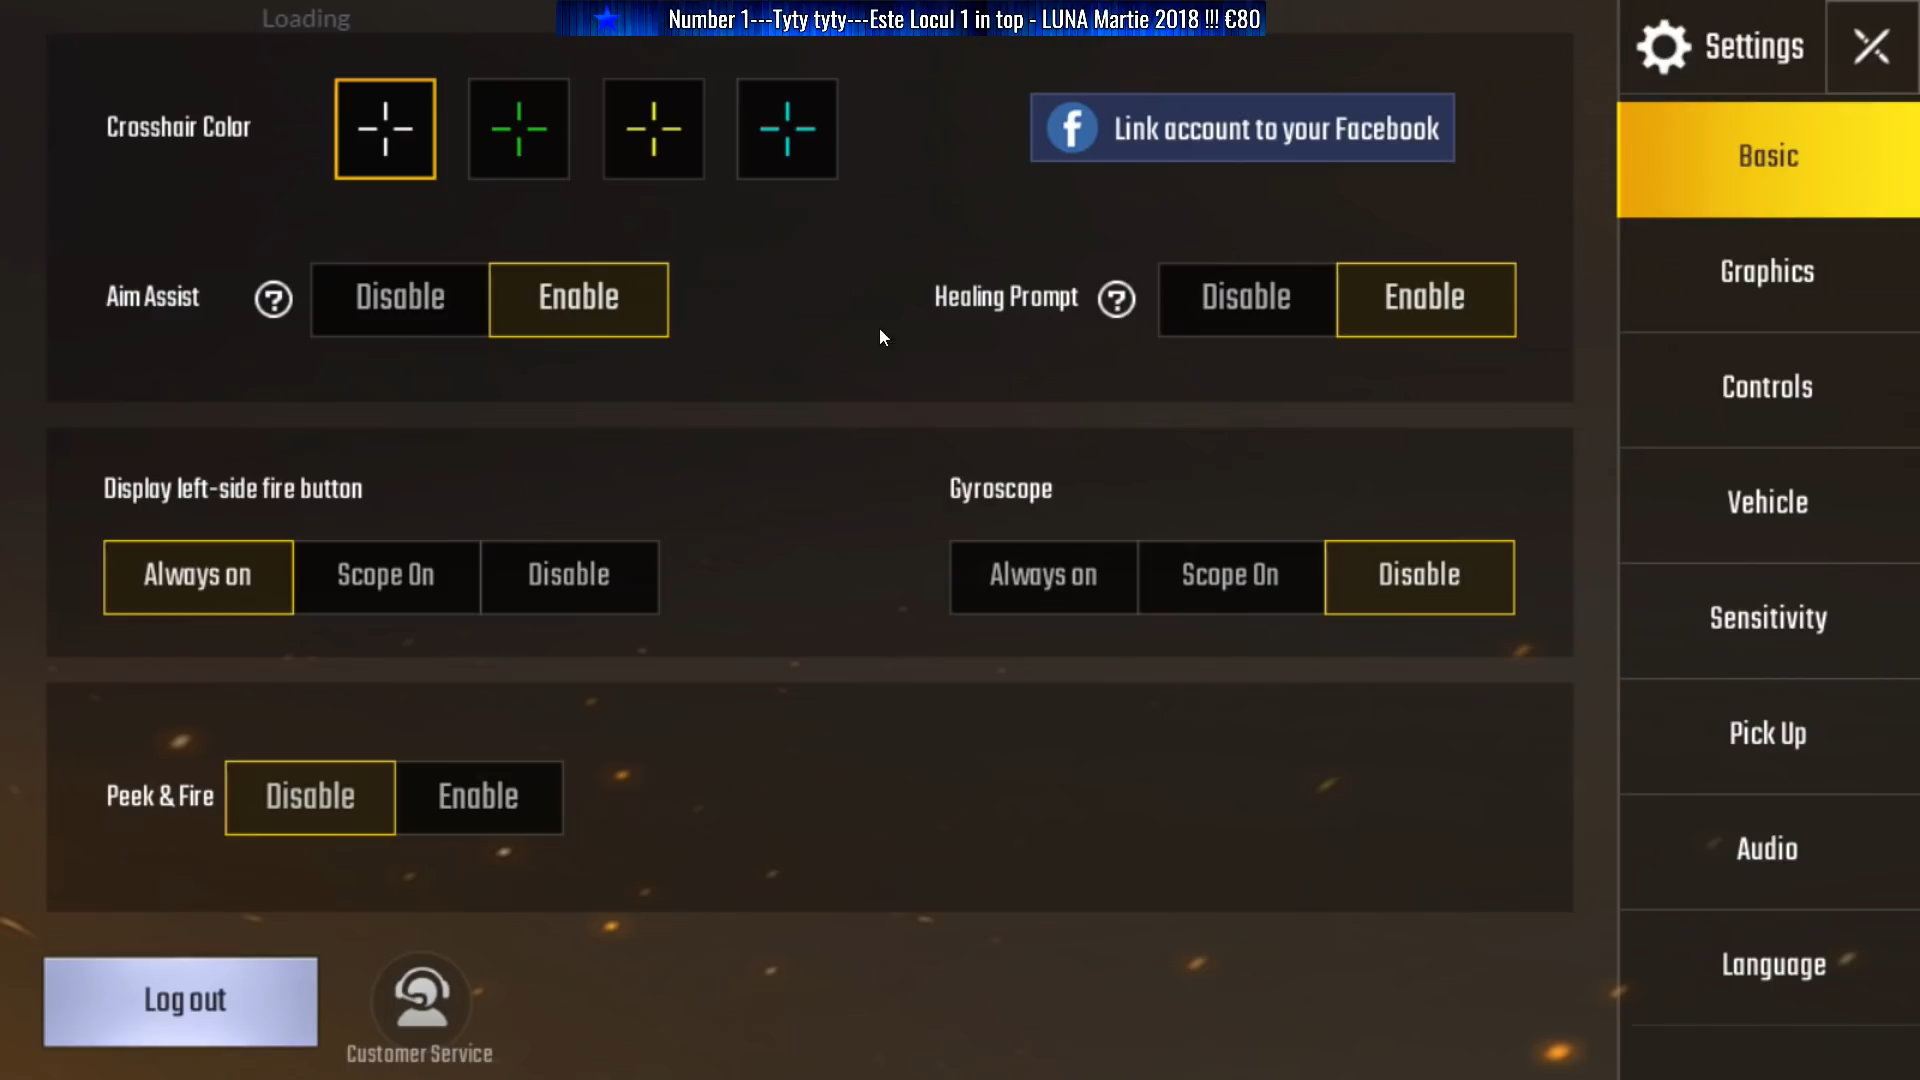 Loading
Number 1---Tyty tyty---Este Locul 1 in top - LUNA Martie 2018 !!! €80
Settings
Crosshair Color
f Link account to your Facebook
Basic
Aim Assist ? Disable Enable
Healing Prompt ? Disable Enable
Graphics
Controls
Display left-side fire button
Gyroscope
Vehicle
Always on Scope On Disable
Always on Scope On Disable
Sensitivity
Pick Up
Peek & Fire Disable Enable
Audio
Language
Log out
Customer Service